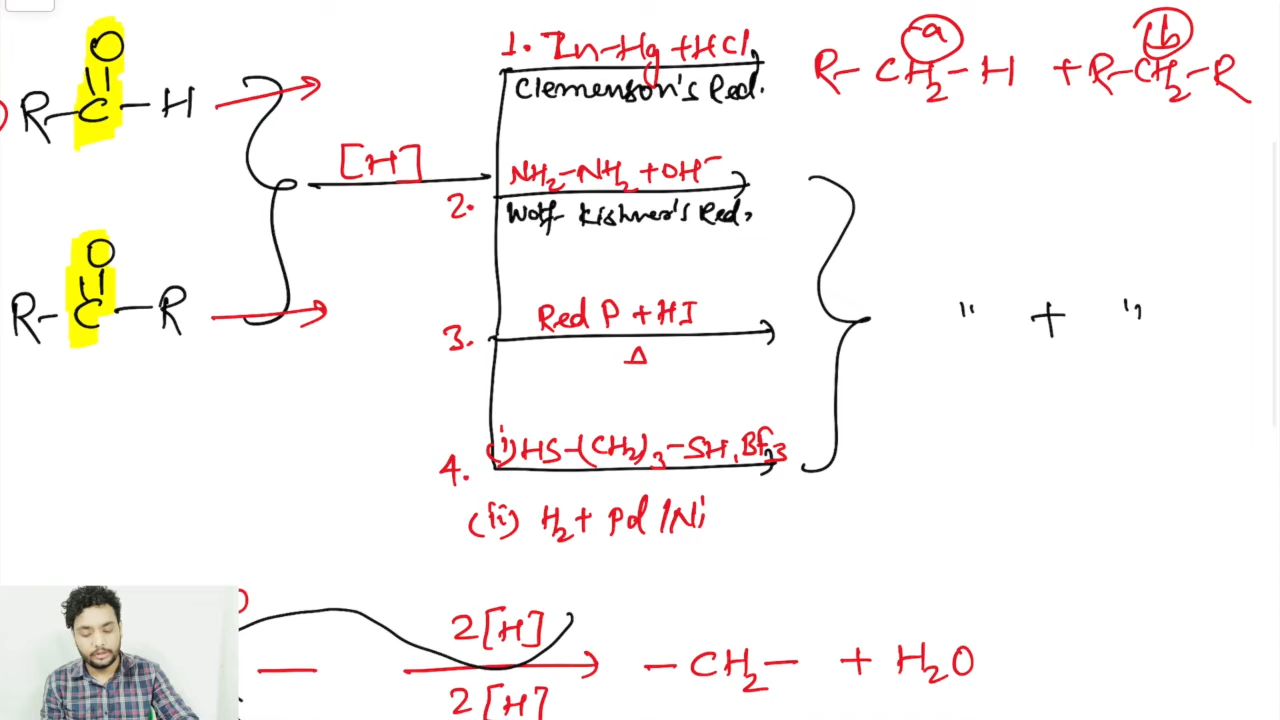 O
R-C-H
1. Zn-Hg + HCl
Clemenson's Red.
R-CH₂-H + R-CH₂-R
a b
[H]
2. NH₂-NH₂ + OH⁻
Wolf- Kishner's Red.
O
R-C-R
3. Red P + HI
Δ
" + "
4. (i) HS-(CH₂)₃-SH, BF₃
(ii) H₂ + Pd/Ni
2[H]
-CH₂- + H₂O
2[H]